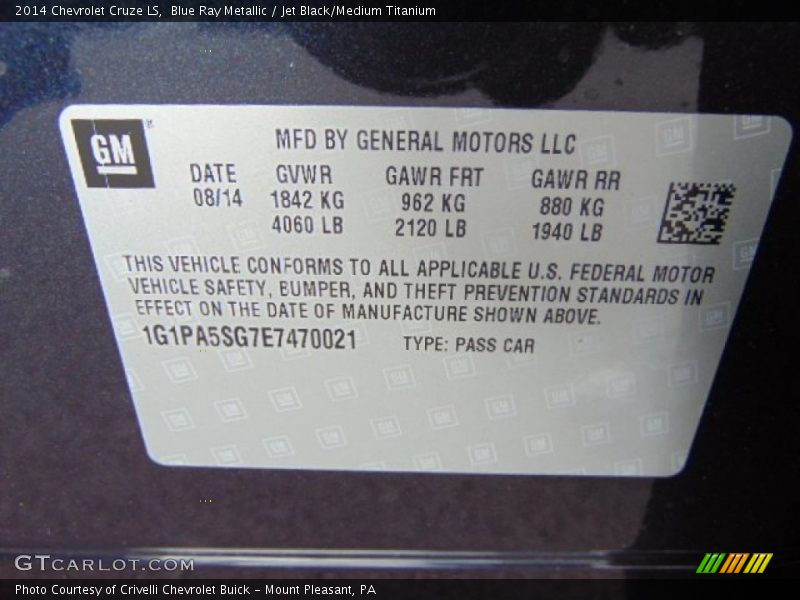 2014 Chevrolet Cruze LS, Blue Ray Metallic / Jet Black/Medium Titanium
GM
MFD BY GENERAL MOTORS LLC
DATE GVWR GAWR FRT GAWR RR
08/14 1842 KG 962 KG 880 KG
4060 LB 2120 LB 1940 LB
THIS VEHICLE CONFORMS TO ALL APPLICABLE U.S. FEDERAL MOTOR
VEHICLE SAFETY, BUMPER, AND THEFT PREVENTION STANDARDS IN
EFFECT ON THE DATE OF MANUFACTURE SHOWN ABOVE.
1G1PA5SG7E7470021 TYPE: PASS CAR
GTCARLOT.COM
Photo Courtesy of Crivelli Chevrolet Buick - Mount Pleasant, PA